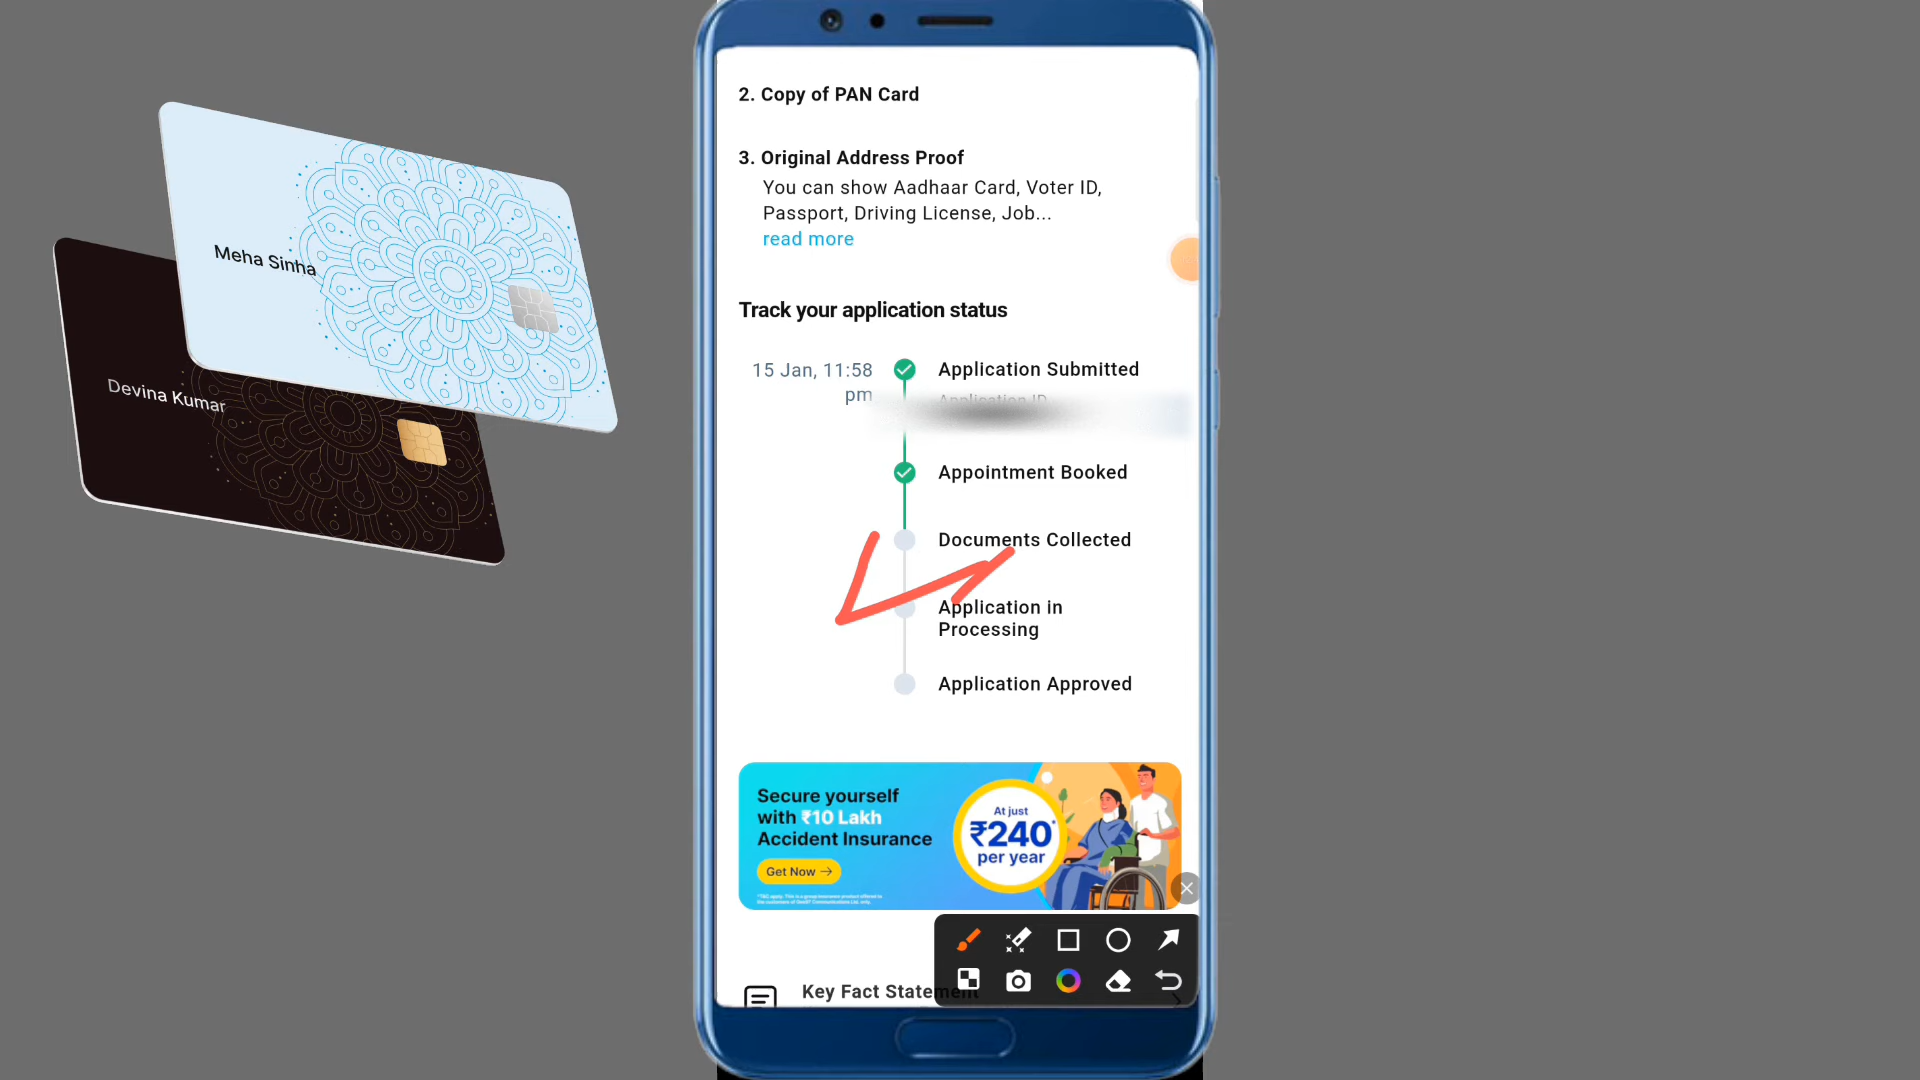 Meha Sinha
Devina Kumar
2. Copy of PAN Card
3. Original Address Proof
You can show Aadhaar Card, Voter ID,
Passport, Driving License, Job...
read more
Track your application status
15 Jan, 11:58
pm
Application Submitted
Application ID
Appointment Booked
Documents Collected
Application in
Processing
Application Approved
Secure yourself
with ₹10 Lakh
Accident Insurance
Get Now →
At just
₹240*
per year
Key Fact Statement